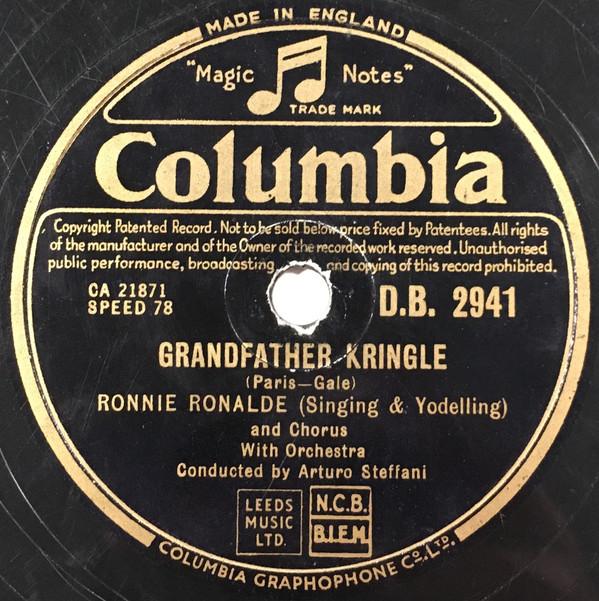 MADE IN ENGLAND
"Magic Notes"
TRADE MARK
Columbia
Copyright Patented Record. Not to be sold below price fixed by Patentees. All rights
of the manufacturer and of the Owner of the recorded work reserved. Unauthorised
public performance, broadcasting and copying of this record prohibited.
CA 21871
SPEED 78
D.B. 2941
GRANDFATHER KRINGLE
(Paris—Gale)
RONNIE RONALDE (Singing & Yodelling)
and Chorus
With Orchestra
Conducted by Arturo Steffani
LEEDS
MUSIC
LTD.
N.C.B.
B.I.E.M.
COLUMBIA GRAPHOPHONE CO. LTD.